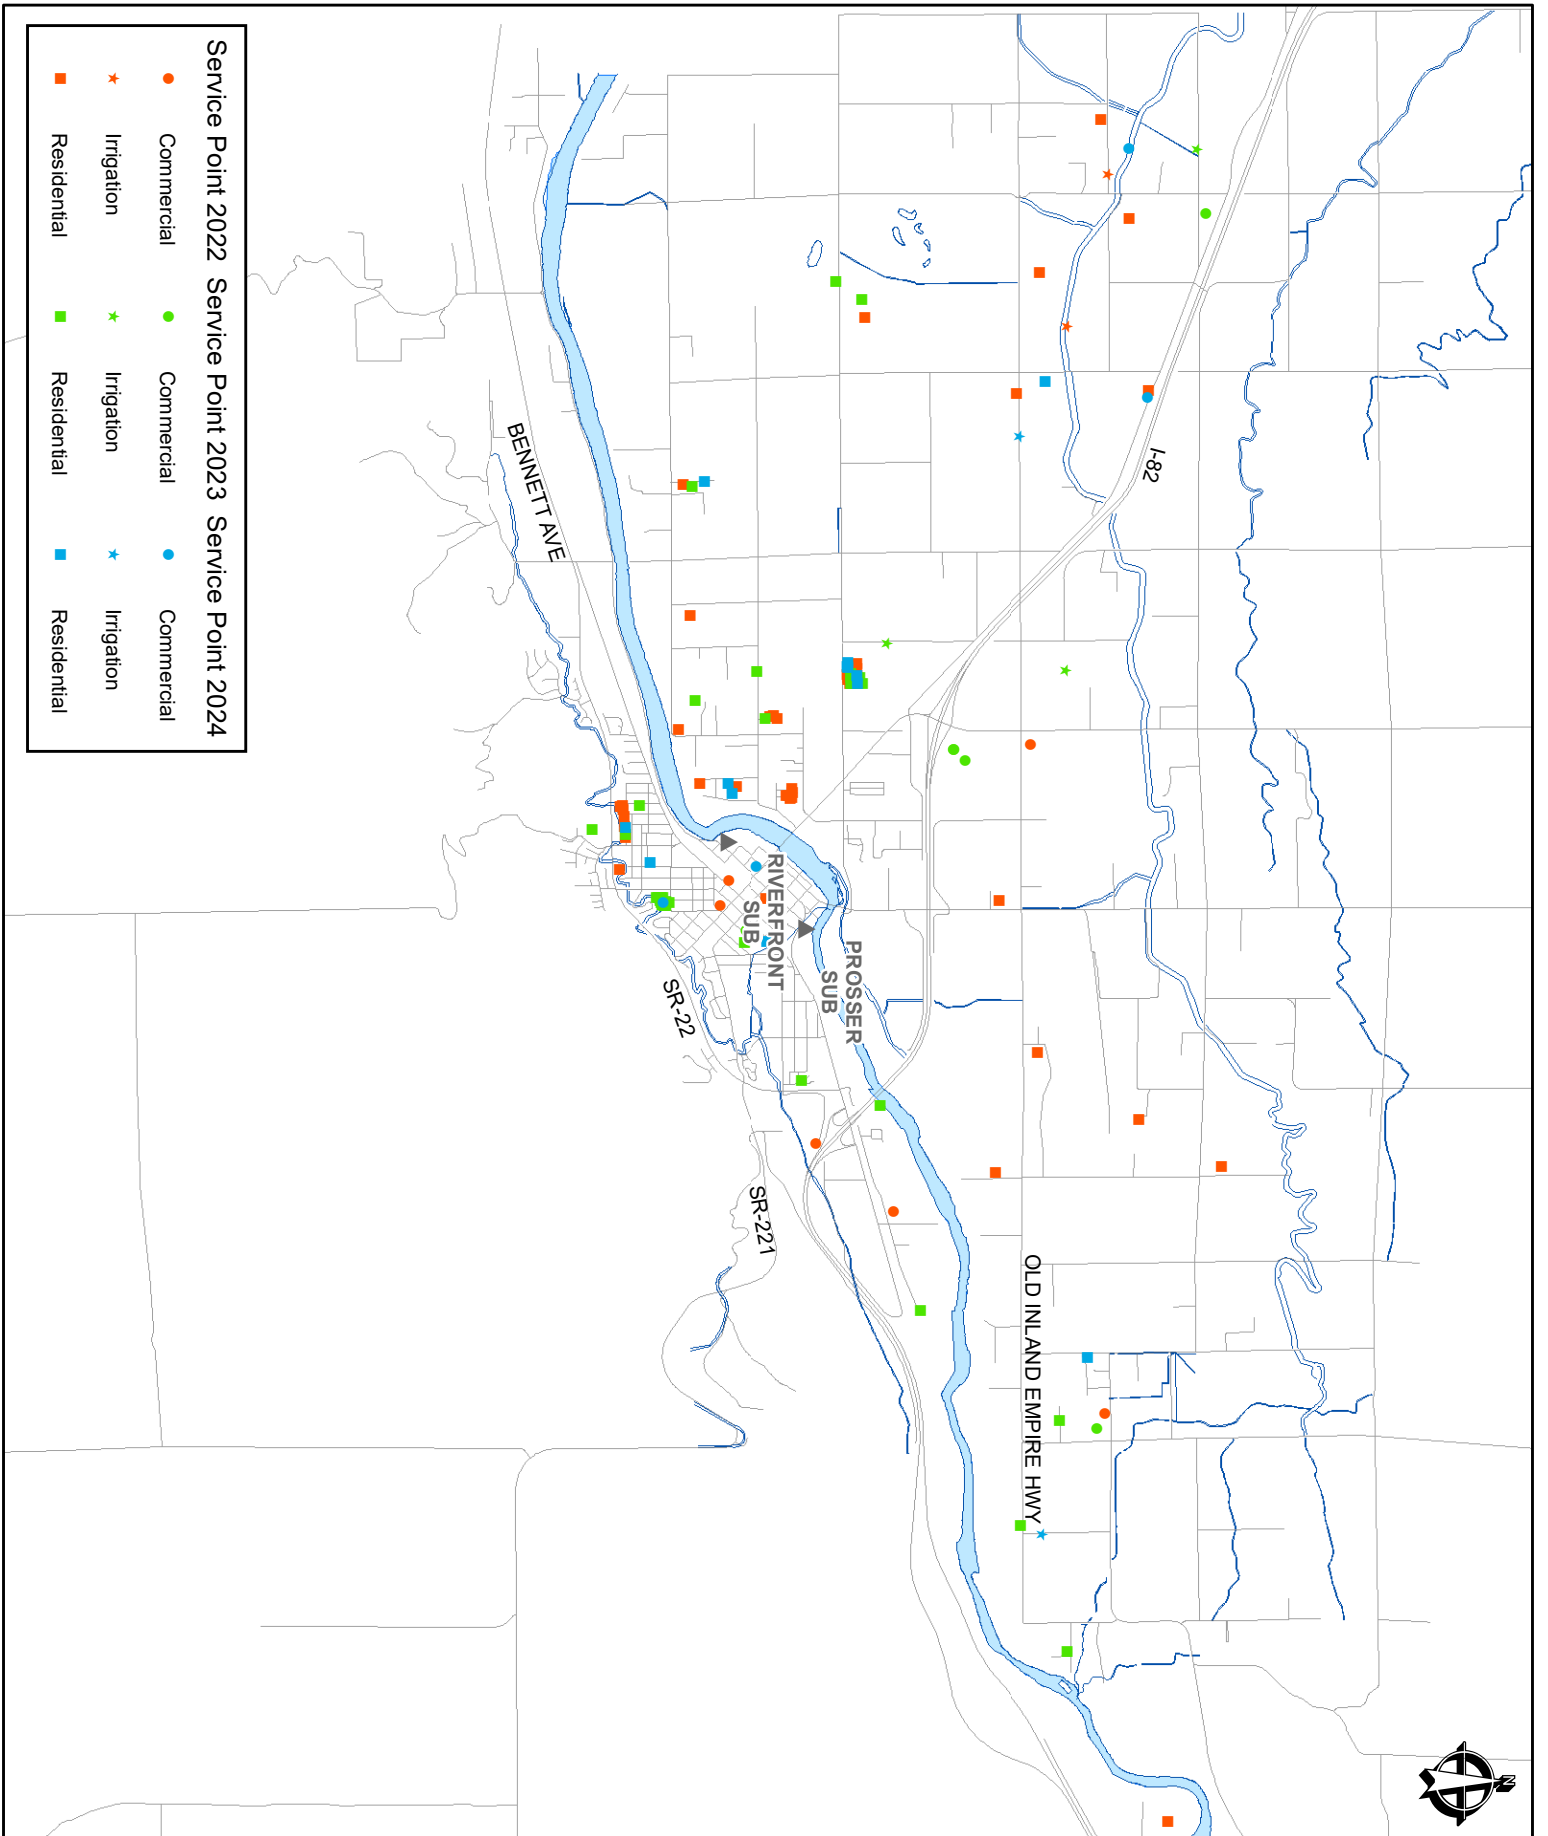 Service Point 2022
Commercial
Irrigation
Residential
Service Point 2023
Commercial
Irrigation
Residential
Service Point 2024
Commercial
Irrigation
Residential
I-82
BENNETT AVE
RIVERFRONT
SUB
PROSSER
SUB
SR-22
SR-221
OLD INLAND EMPIRE HWY
N